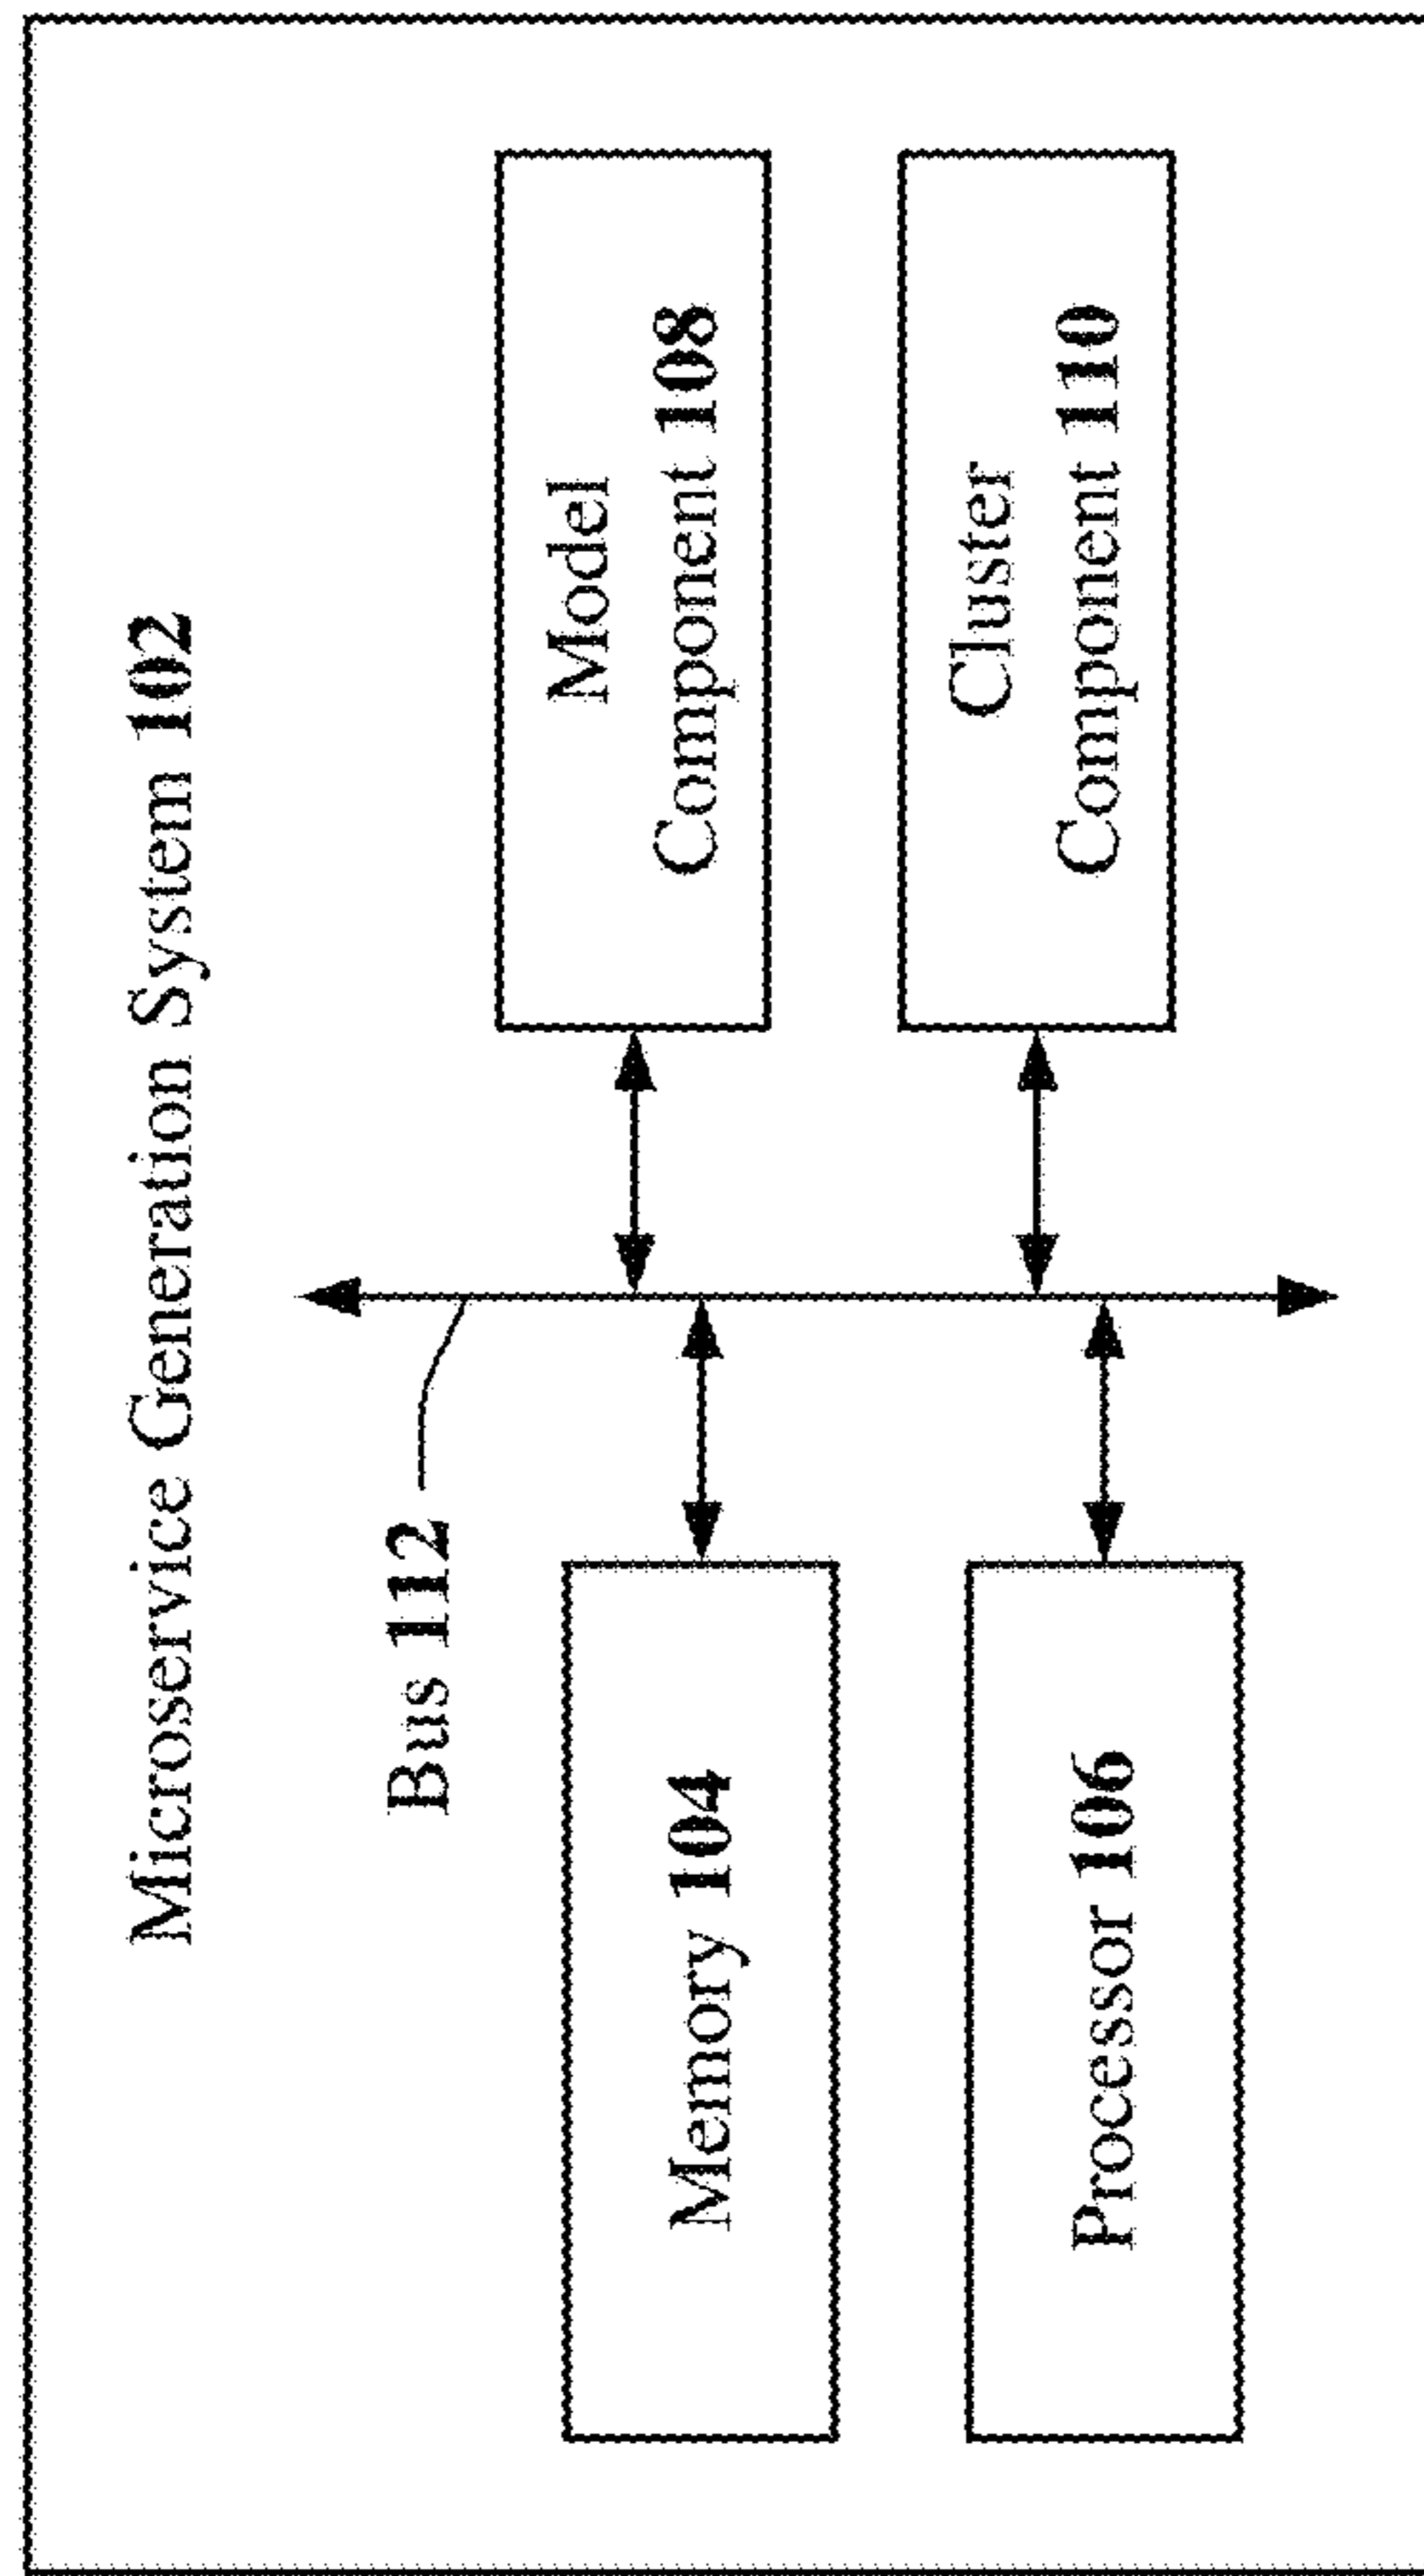 Microservice Generation System 102
Bus 112
Memory 104
Processor 106
Model
Component 108
Cluster
Component 110